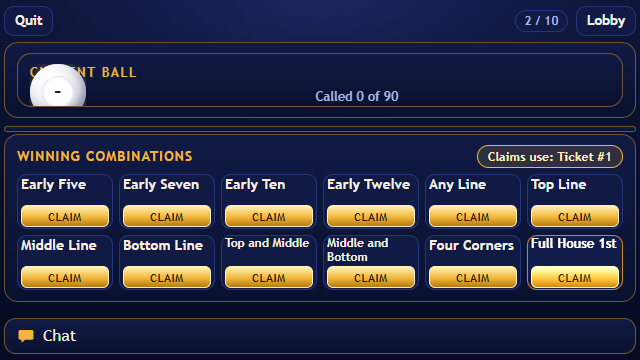 Quit
2 / 10
Lobby
CURRENT BALL
-
Called 0 of 90
WINNING COMBINATIONS
Claims use: Ticket #1
Early Five
Early Seven
Early Ten
Early Twelve
Any Line
Top Line
CLAIM
CLAIM
CLAIM
CLAIM
CLAIM
CLAIM
Middle Line
Bottom Line
Top and Middle
Middle and
Bottom
Four Corners
Full House 1st
CLAIM
CLAIM
CLAIM
CLAIM
CLAIM
CLAIM
Chat